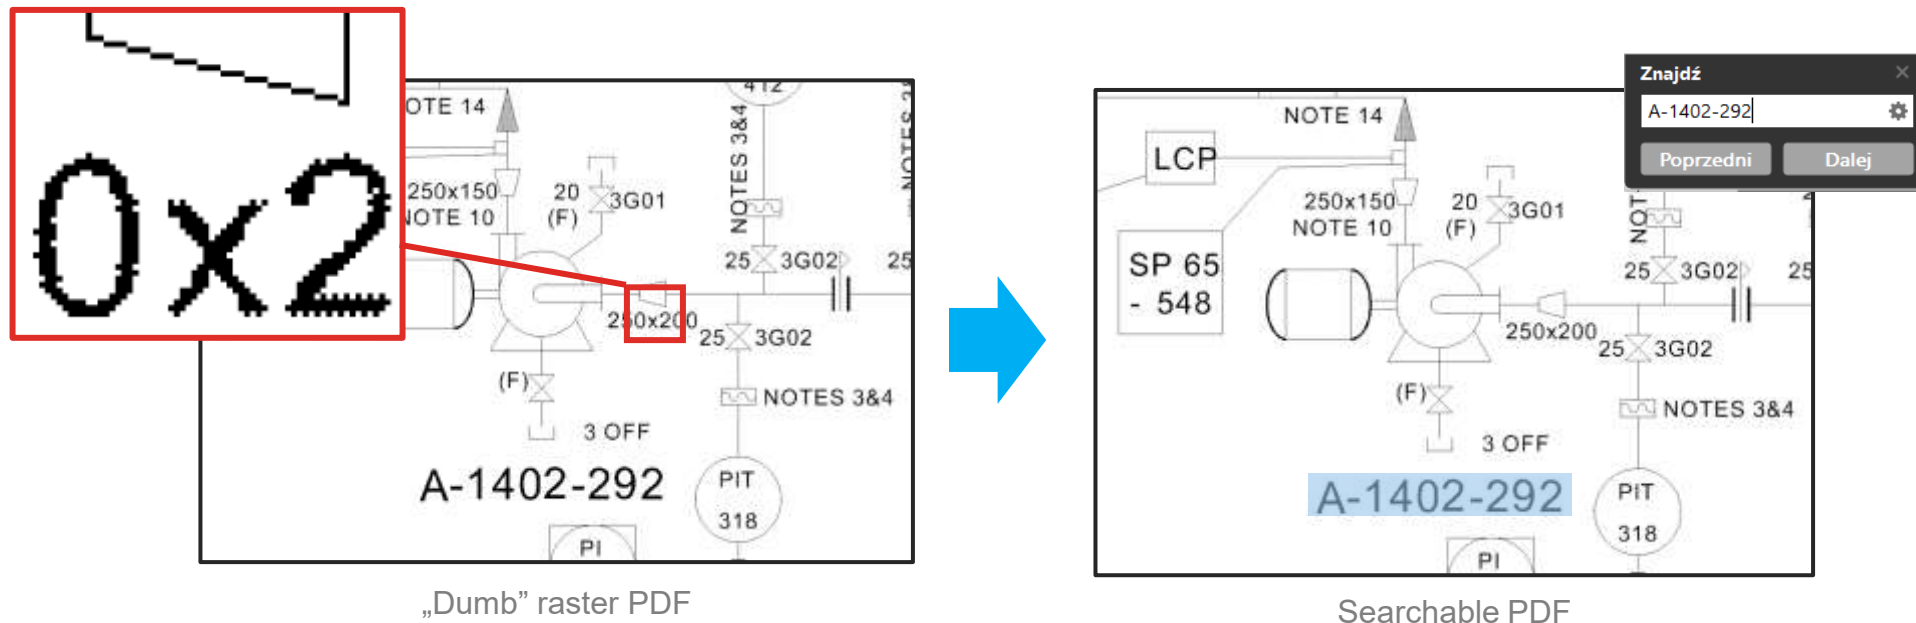 0x2
412
OTE 14
NOTES 3&4
250x150
NOTE 10
20
(F)
3G01
25
3G02
25
250x200
25
3G02
(F)
NOTES 3&4
3 OFF
A-1402-292
PIT
318
PI
„Dumb” raster PDF
Znajdź
A-1402-292
Poprzedni
Dalej
NOTE 14
LCP
250x150
NOTE 10
20
(F)
3G01
SP 65
- 548
25
3G02
25
250x200
25
3G02
(F)
NOTES 3&4
3 OFF
A-1402-292
PIT
318
PI
Searchable PDF